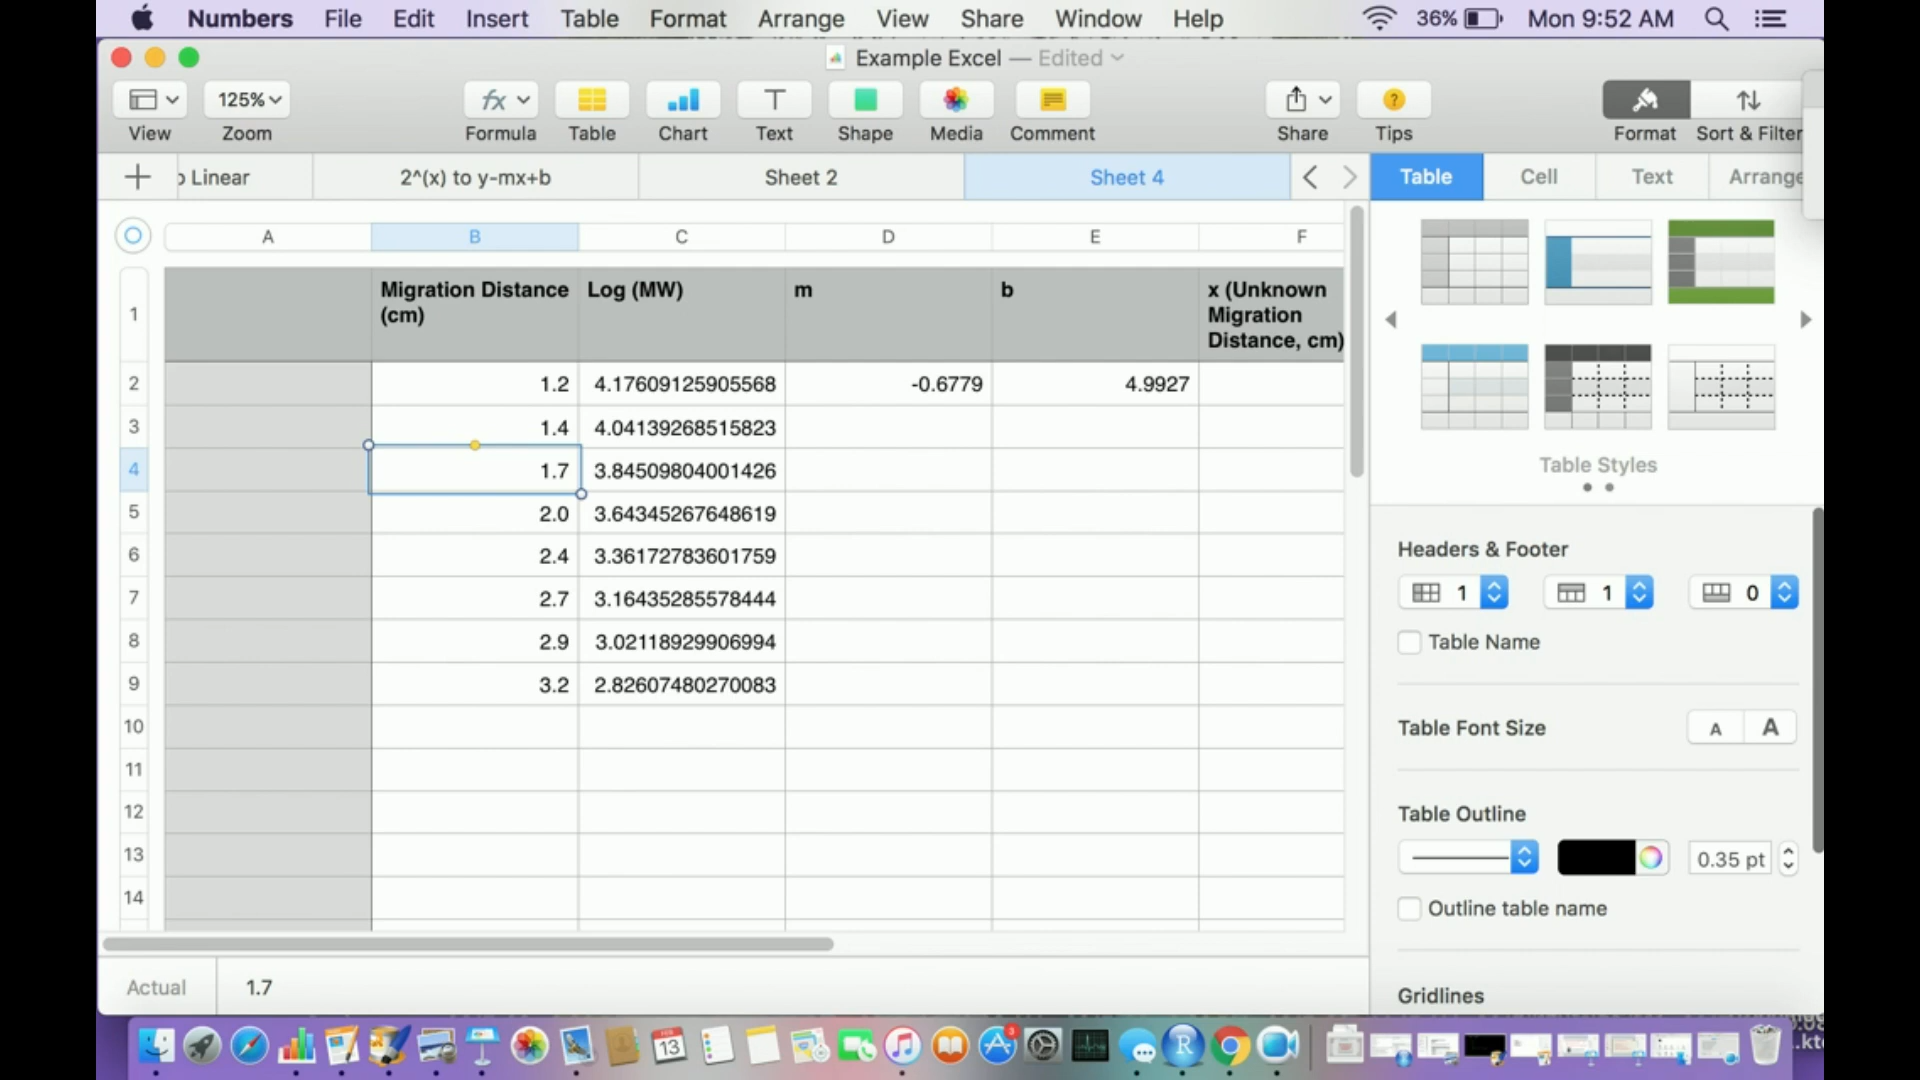 Numbers File Edit Insert Table Format Arrange View Share Window Help 36% Mon 9:52 AM
Example Excel — Edited
125%
View Zoom Formula Table Chart Text Shape Media Comment Share Tips Format Sort & Filter
Linear 2^(x) to y-mx+b Sheet 2 Sheet 4 Table Cell Text Arrange
A B C D E F
1 Migration Distance (cm) Log (MW) m b x (Unknown Migration Distance, cm)
2 1.2 4.17609125905568 -0.6779 4.9927
3 1.4 4.04139268515823
4 1.7 3.84509804001426
5 2.0 3.64345267648619
6 2.4 3.36172783601759
7 2.7 3.16435285578444
8 2.9 3.02118929906994
9 3.2 2.82607480270083
10
11
12
13
14
Actual 1.7
Table Styles
Headers & Footer
1 1 0
Table Name
Table Font Size A A
Table Outline
0.35 pt
Outline table name
Gridlines
FEB
13
3